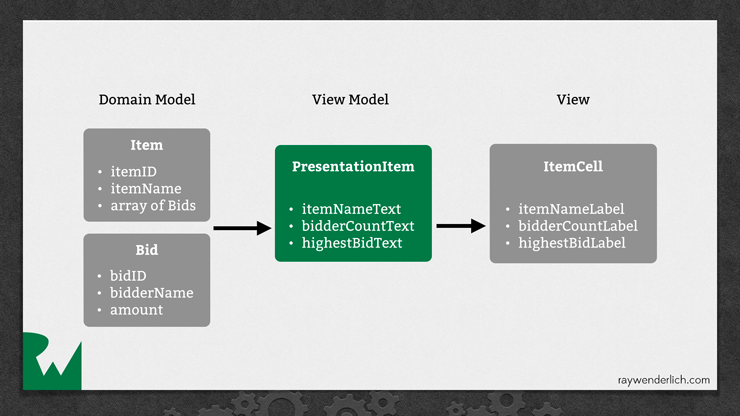 Domain Model
View Model
View
Item
• itemID
• itemName
• array of Bids
Bid
• bidID
• bidderName
• amount
PresentationItem
• itemNameText
• bidderCountText
• highestBidText
ItemCell
• itemNameLabel
• bidderCountLabel
• highestBidLabel
RW
raywenderlich.com